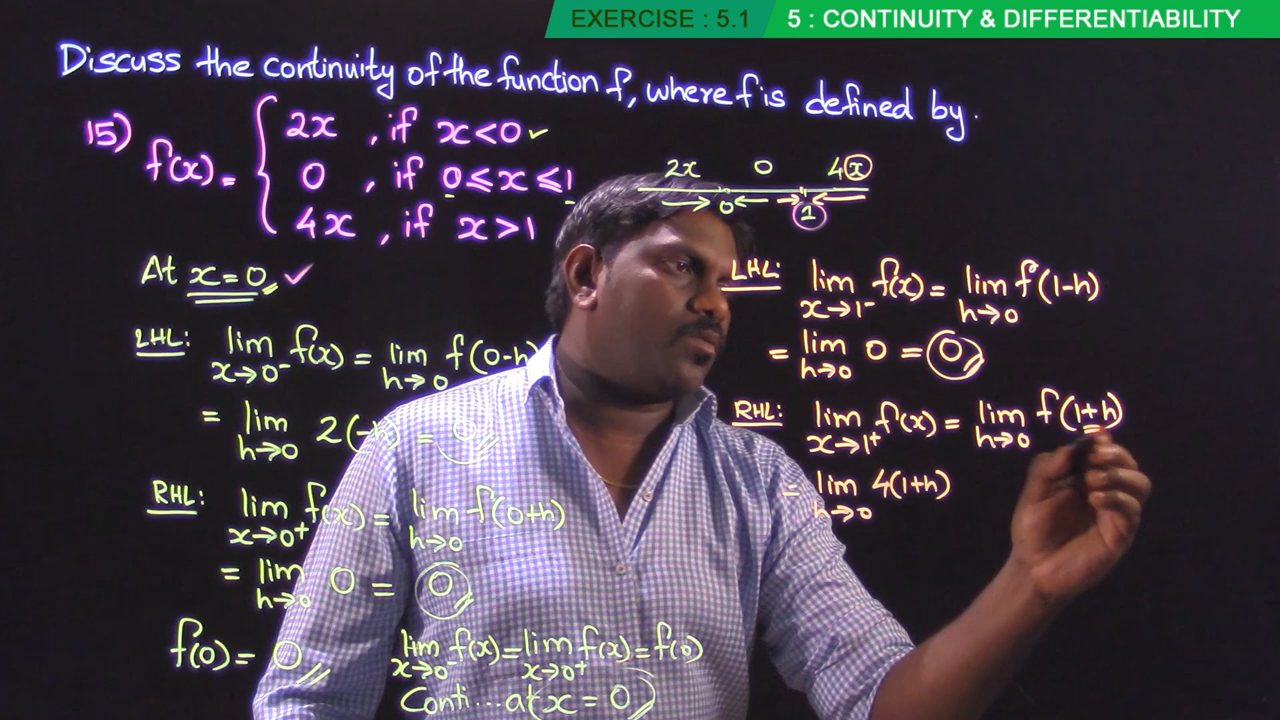 EXERCISE : 5.1 5 : CONTINUITY & DIFFERENTIABILITY
Discuss the continuity of the function f, where f is defined by.
15) f(x) = { 2x , if x<0 ✓
0 , if 0⩽x⩽1
4x , if x>1
2x 0 4x
0 1
At x=0 ✓
LHL: lim x→0⁻ f(x) = lim h→0 f(0-h)
= lim h→0 2(-h) = 0
RHL: lim x→0⁺ f(x) = lim h→0 f(0+h)
= lim h→0 0 = 0
f(0) = 0
lim x→0⁻ f(x) = lim x→0⁺ f(x) = f(0)
Conti... at x = 0
LHL: lim x→1⁻ f(x) = lim h→0 f(1-h)
= lim h→0 0 = 0
RHL: lim x→1⁺ f(x) = lim h→0 f(1+h)
= lim h→0 4(1+h)